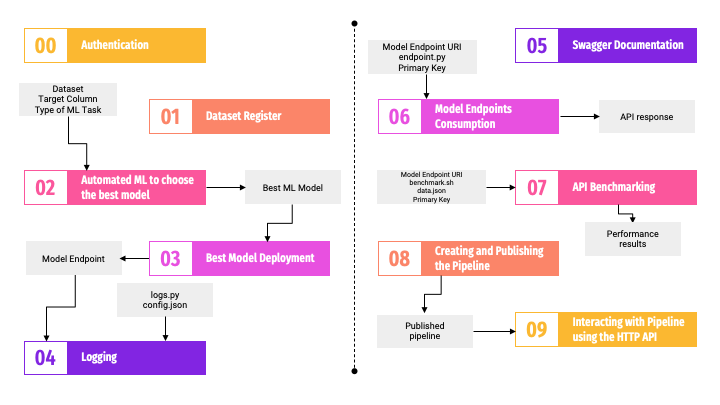 00
Authentication
Dataset
Target Column
Type of ML Task
01
Dataset Register
02
Automated ML to choose
the best model
Best ML Model
Model Endpoint
03
Best Model Deployment
logs.py
config.json
04
Logging
05
Swagger Documentation
Model Endpoint URI
endpoint.py
Primary Key
06
Model Endpoints
Consumption
API response
Model Endpoint URI
benchmark.sh
data.json
Primary Key
07
API Benchmarking
Performance
results
08
Creating and Publishing
the Pipeline
Published
pipeline
09
Interacting with Pipeline
using the HTTP API